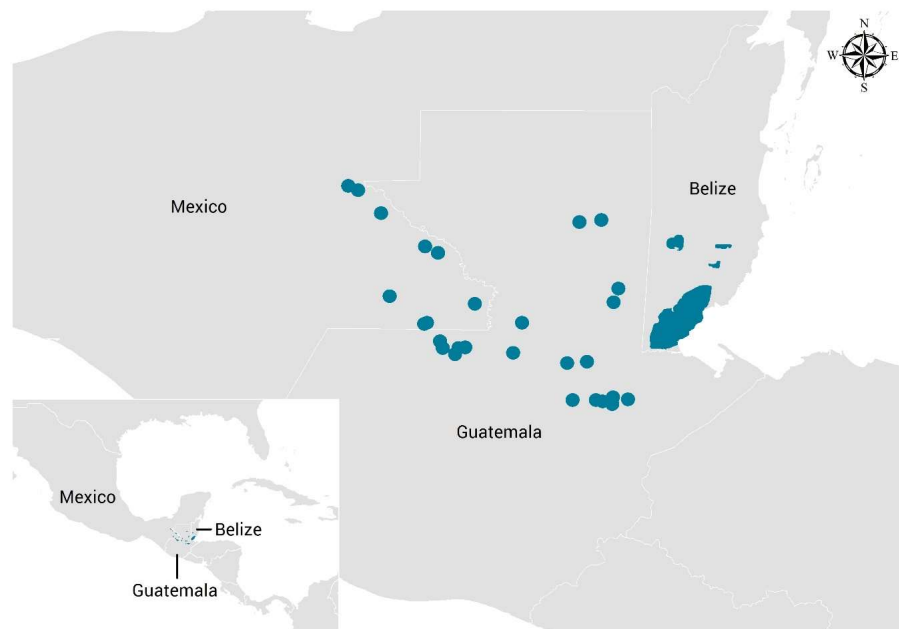 N
W E
S
Mexico
Belize
Guatemala
Mexico
Belize
Guatemala